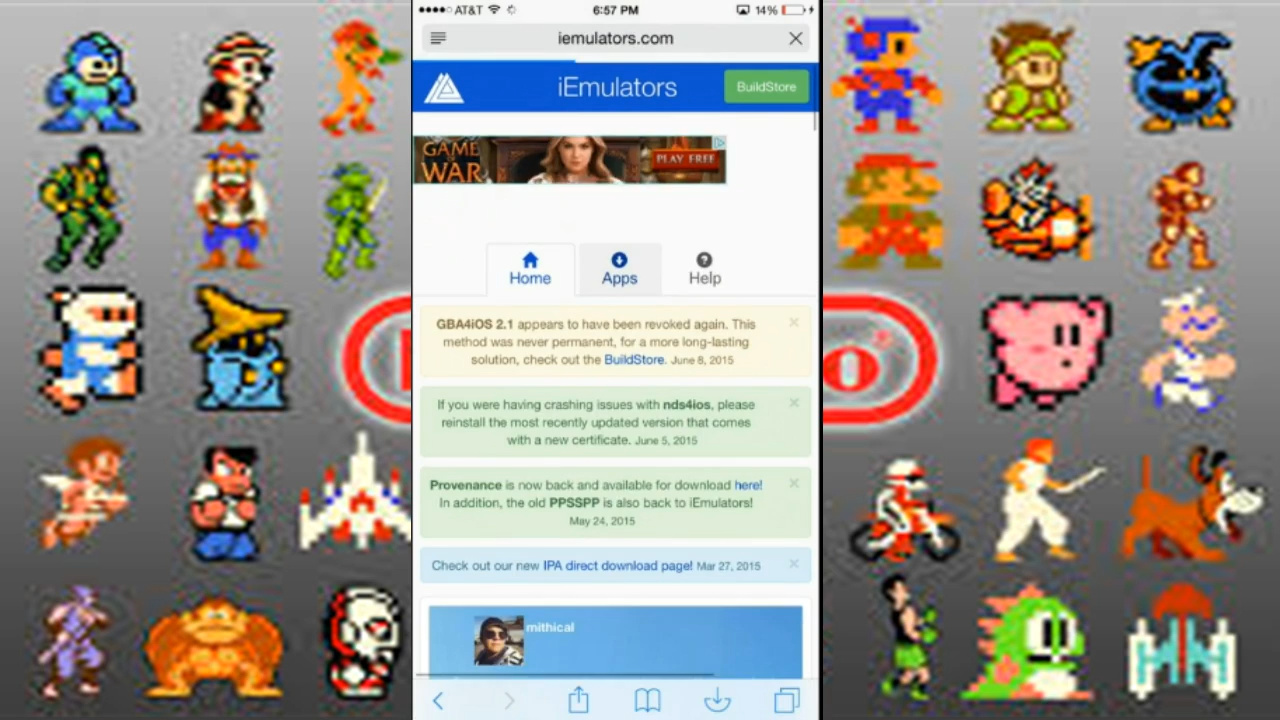 AT&T
6:57 PM
14%
iemulators.com
iEmulators
BuildStore
GAME
OF
WAR
PLAY FREE
Home
Apps
Help
GBA4iOS 2.1 appears to have been revoked again. This
method was never permanent, for a more long-lasting
solution, check out the BuildStore. June 8, 2015
If you were having crashing issues with nds4ios, please
reinstall the most recently updated version that comes
with a new certificate. June 5, 2015
Provenance is now back and available for download here!
In addition, the old PPSSPP is also back to iEmulators!
May 24, 2015
Check out our new IPA direct download page! Mar 27, 2015
mithical